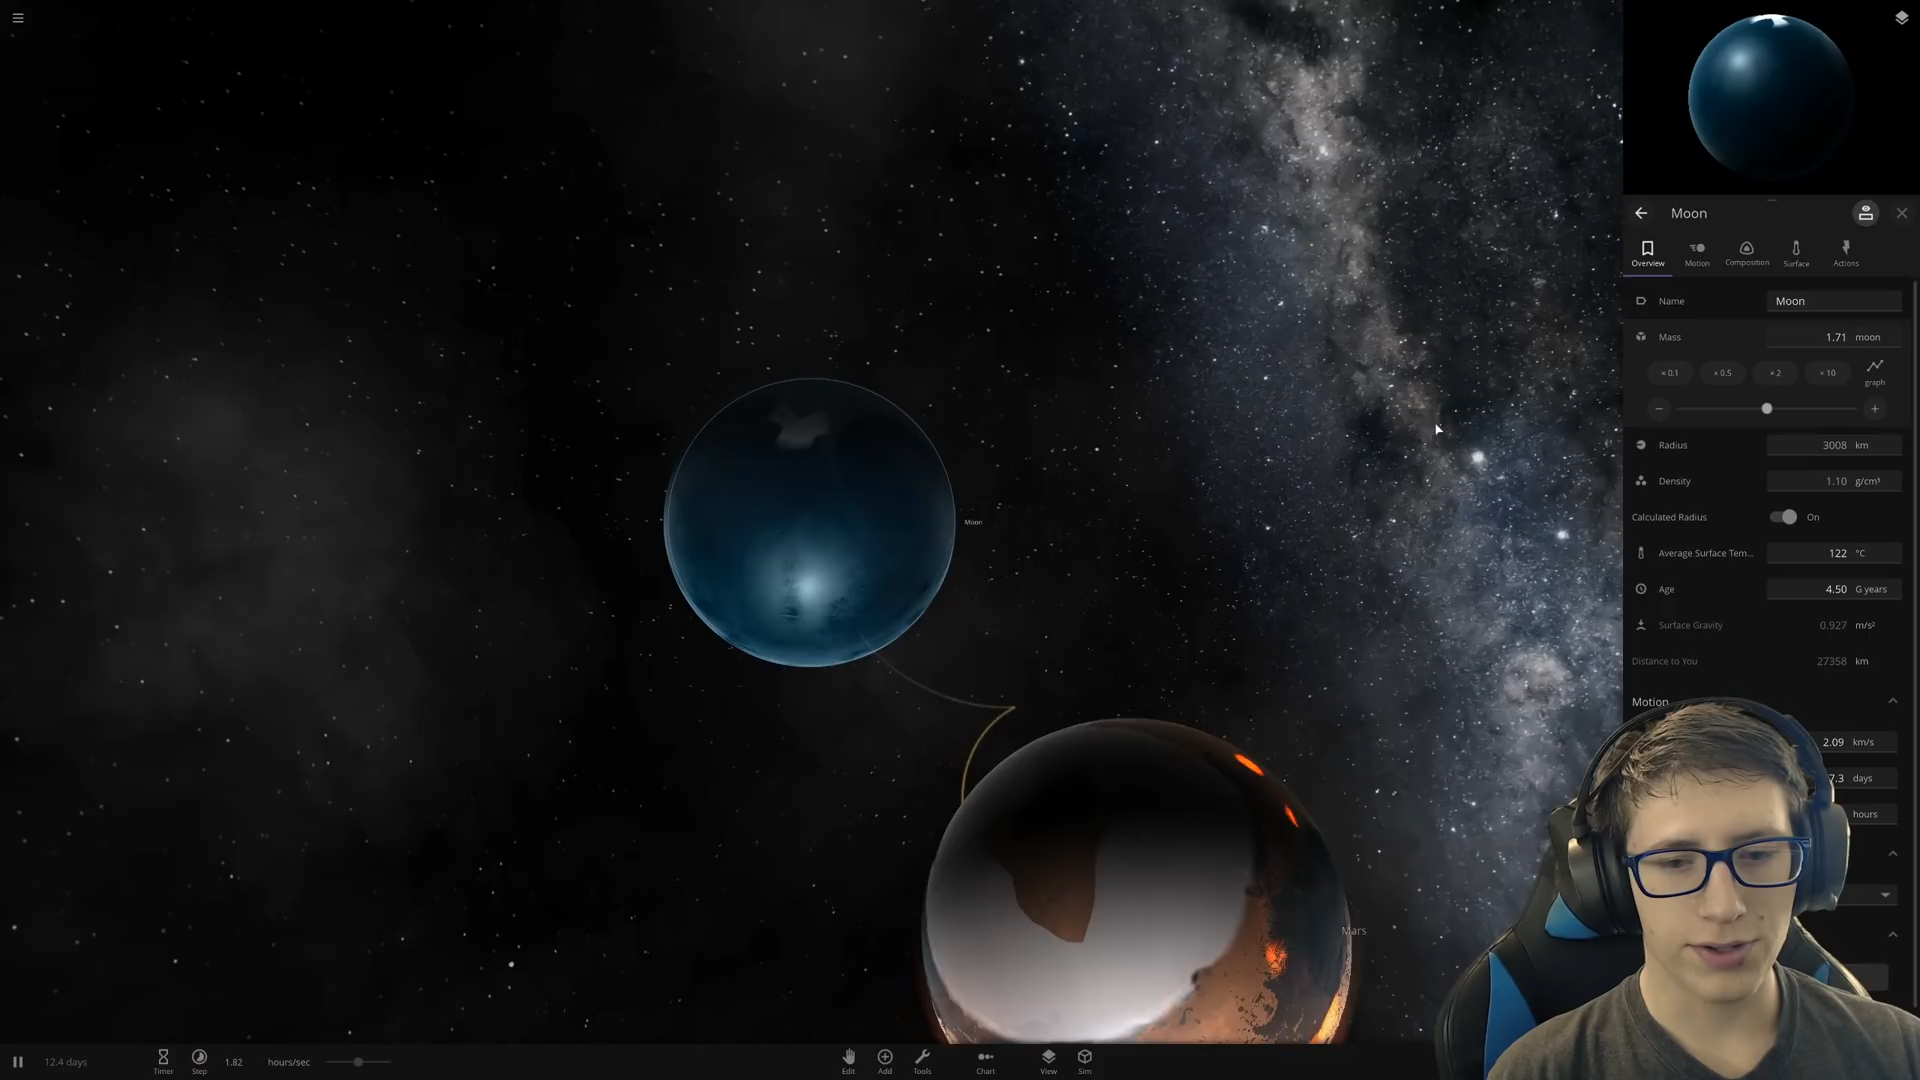 Moon
Overview
Motion
Composition
Surface
Actions
Name Moon
Mass 1.71 moon
× 0.1 × 0.5 × 2 × 10 graph
Radius 3008 km
Density 1.10 g/cm³
Calculated Radius On
Average Surface Tem... 122 °C
Age 4.50 G years
Surface Gravity 0.927 m/s²
Distance to You 27358 km
Motion
2.09 km/s
7.3 days
hours
Moon
Mars
12.4 days
Timer
Step
1.82 hours/sec
Edit
Add
Tools
Chart
View
Sim